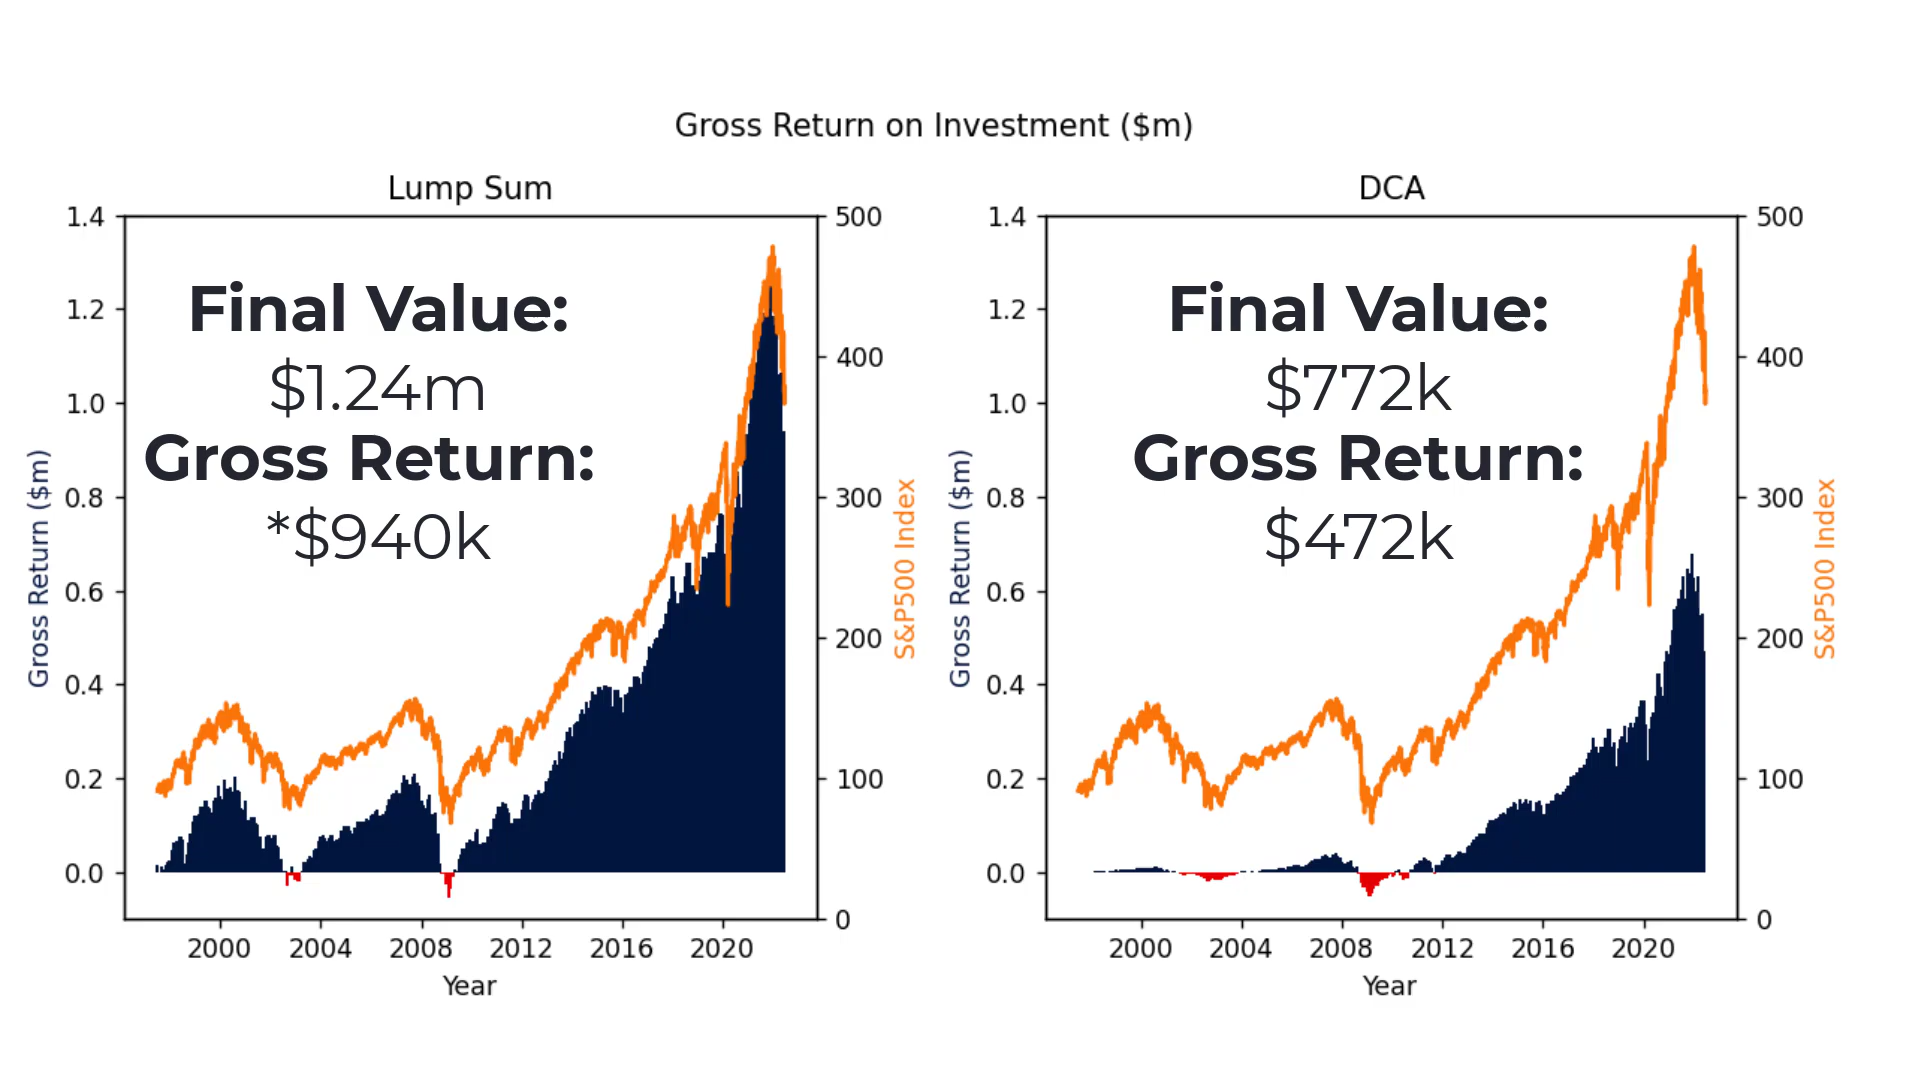 Gross Return on Investment ($m)
Lump Sum
1.4
1.2
1.0
0.8
0.6
0.4
0.2
0.0
Gross Return ($m)
Final Value:
$1.24m
Gross Return:
*$940k
500
400
300
200
100
0
S&P500 Index
2000 2004 2008 2012 2016 2020
Year
DCA
1.4
1.2
1.0
0.8
0.6
0.4
0.2
0.0
Gross Return ($m)
Final Value:
$772k
Gross Return:
$472k
500
400
300
200
100
0
S&P500 Index
2000 2004 2008 2012 2016 2020
Year